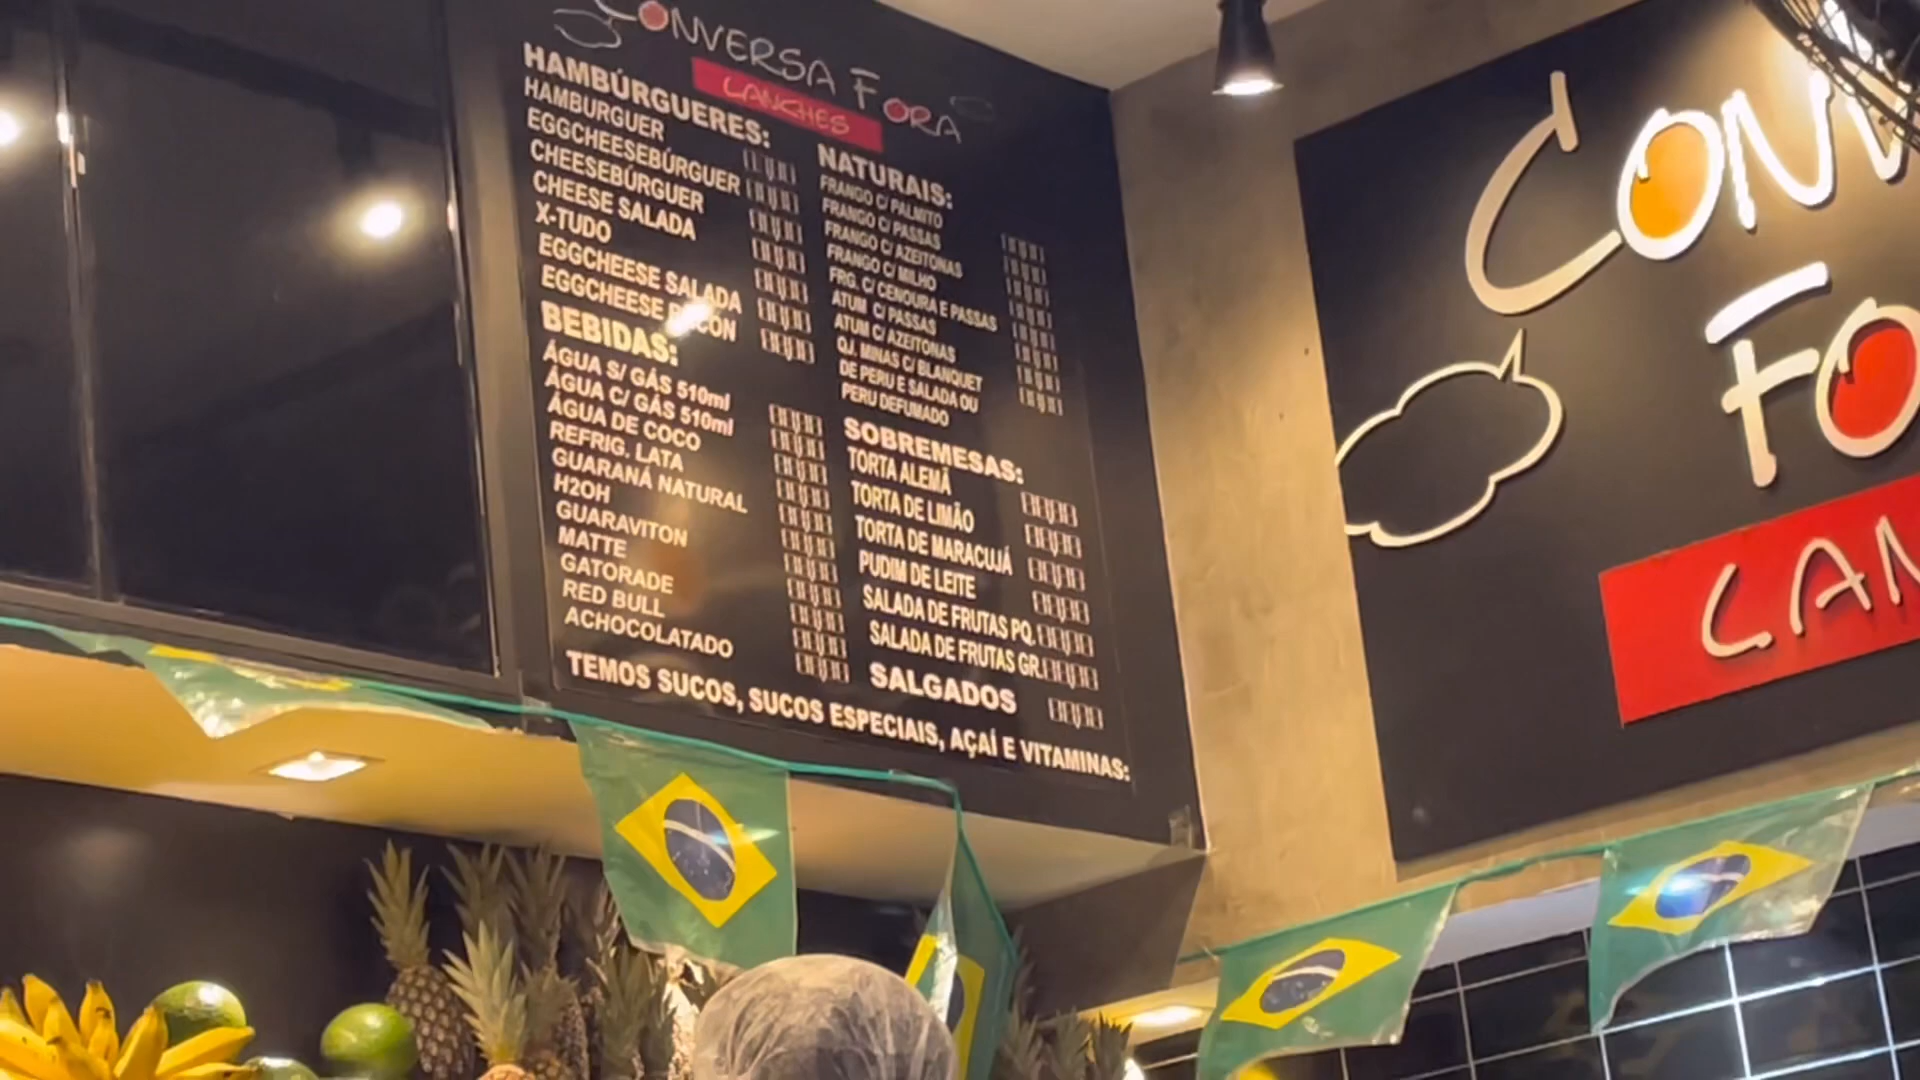 CONVERSA FORA
LANCHES
HAMBÚRGUERES:
HAMBURGUER
EGGCHEESEBÚRGUER
CHEESEBÚRGUER
CHEESE SALADA
X-TUDO
EGGCHEESE SALADA
EGGCHEESE
BEBIDAS:
ÁGUA S/ GÁS 510ml
ÁGUA C/ GÁS 510ml
ÁGUA DE COCO
REFRIG. LATA
GUARANÁ NATURAL
H2OH
GUARAVITON
MATTE
GATORADE
RED BULL
ACHOCOLATADO
NATURAIS:
FRANGO C/ PALMITO
FRANGO C/ PASSAS
FRANGO C/ AZEITONAS
FRANGO C/ MILHO
FRG. C/ CENOURA E PASSAS
ATUM C/ PASSAS
ATUM C/ AZEITONAS
QJ. MINAS C/ BLANQUET
DE PERU E SALADA OU
PERU DEFUMADO
SOBREMESAS:
TORTA ALEMÃ
TORTA DE LIMÃO
TORTA DE MARACUJÁ
PUDIM DE LEITE
SALADA DE FRUTAS PQ.
SALADA DE FRUTAS GR.
SALGADOS
TEMOS SUCOS, SUCOS ESPECIAIS, AÇAÍ E VITAMINAS:
CONV
FO
LAN